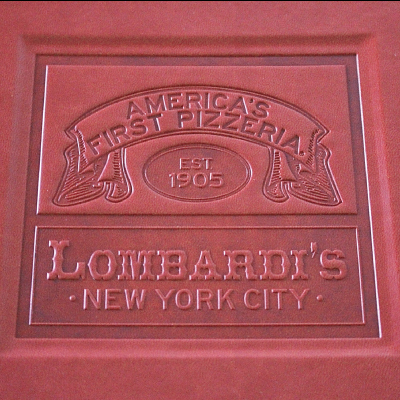 AMERICA'S
FIRST PIZZERIA.
EST
1905
LOMBARDI'S
· NEW YORK CITY ·